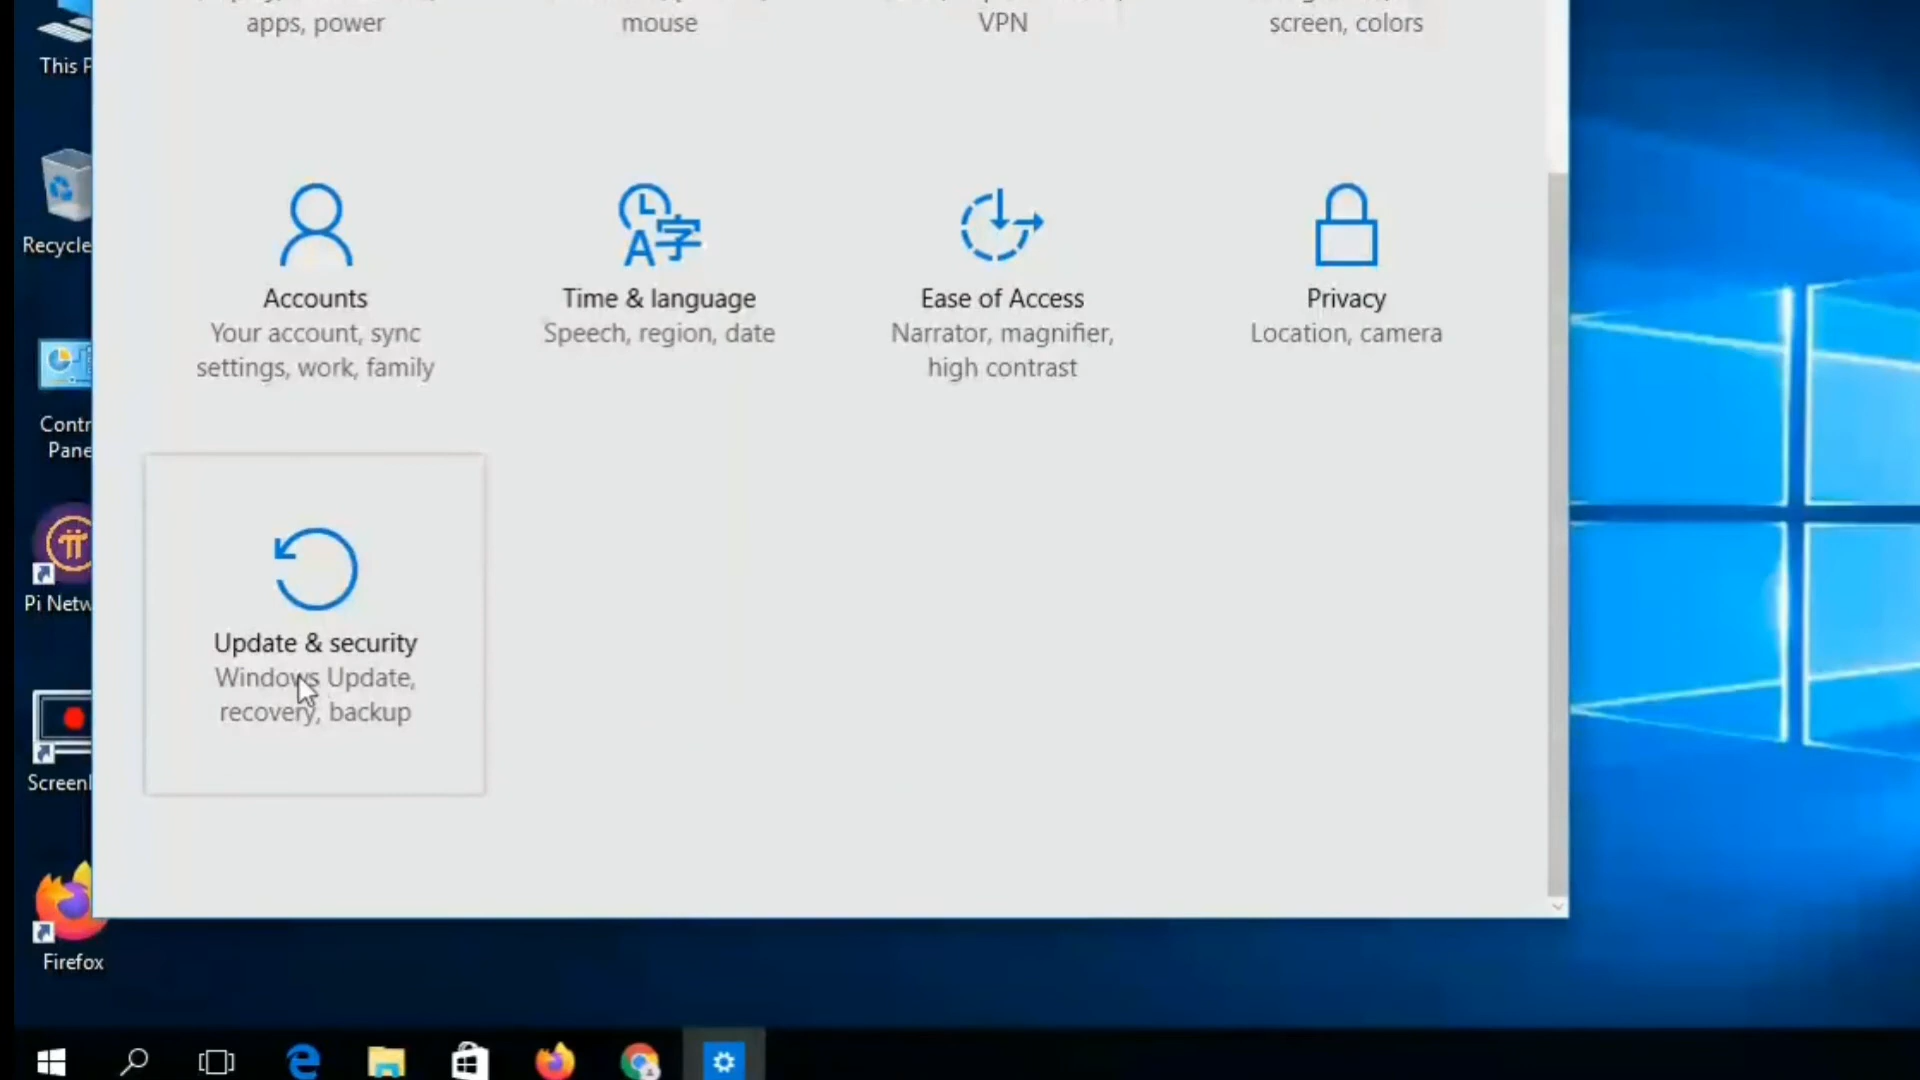 apps, power
mouse
VPN
screen, colors
This P
Recycle
Accounts
Your account, sync
settings, work, family
Time & language
Speech, region, date
Ease of Access
Narrator, magnifier,
high contrast
Privacy
Location, camera
Contr
Pane
Update & security
Windows Update,
recovery, backup
Pi Netw
Screenl
Firefox